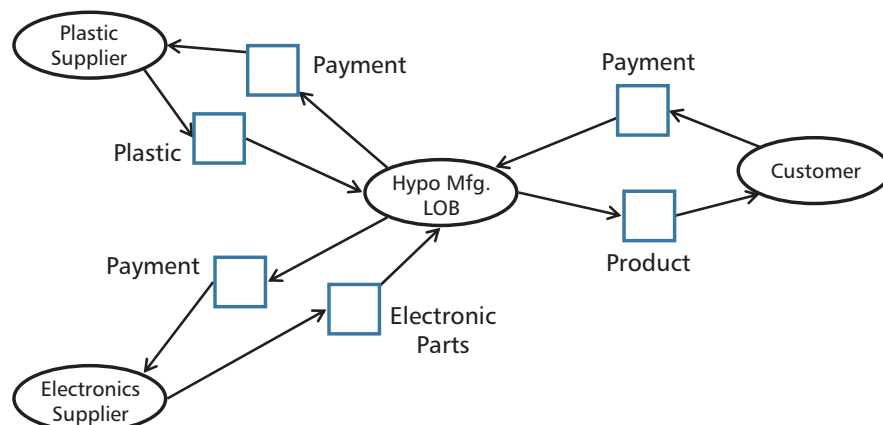 Plastic
Supplier
Payment
Payment
Plastic
Hypo Mfg.
LOB
Customer
Payment
Product
Electronic
Parts
Electronics
Supplier